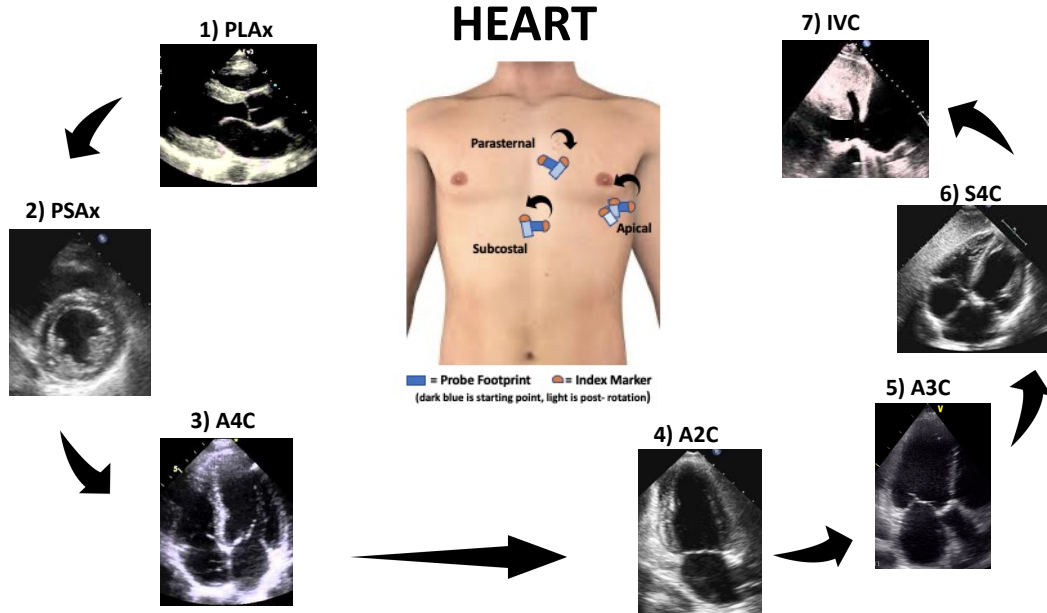 HEART
1) PLAx
2) PSAx
3) A4C
4) A2C
5) A3C
6) S4C
7) IVC
Parasternal
Apical
Subcostal
= Probe Footprint = Index Marker
(dark blue is starting point, light is post- rotation)
V
5